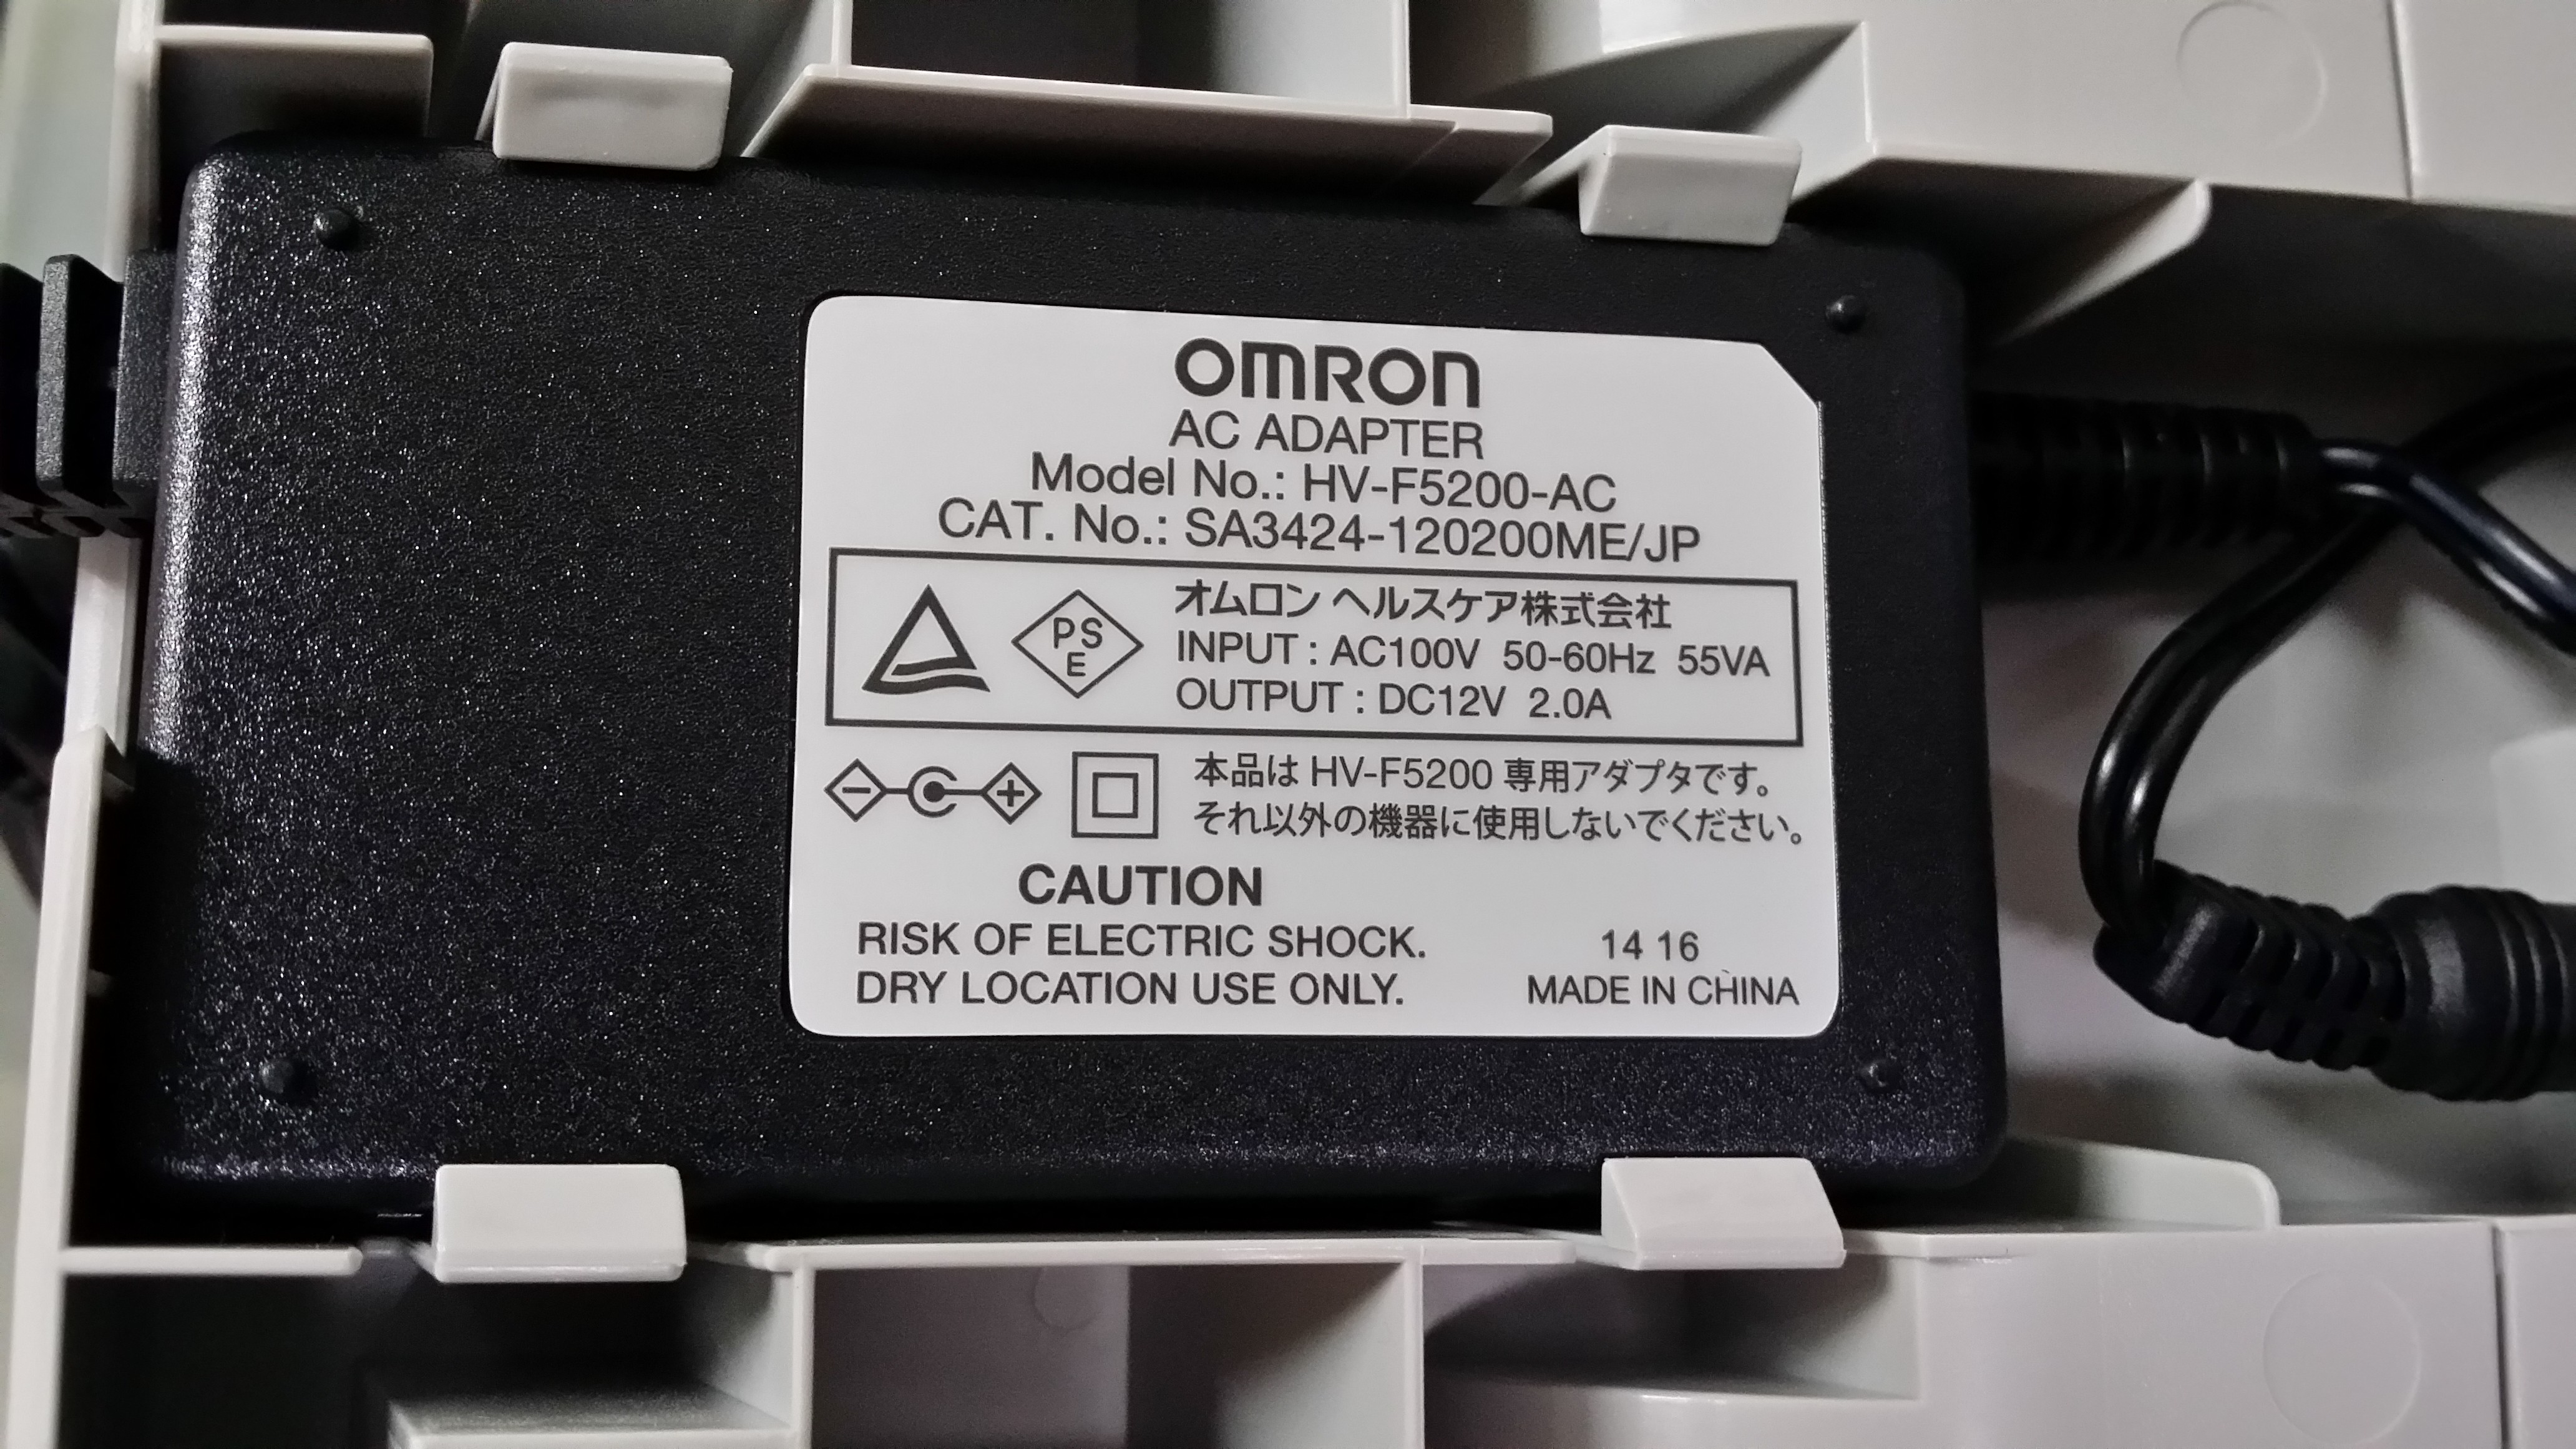 OMRON
AC ADAPTER
Model No.: HV-F5200-AC
CAT. No.: SA3424-120200ME/JP
PS
E
オムロン ヘルスケア株式会社
INPUT : AC100V 50-60Hz 55VA
OUTPUT : DC12V 2.0A
本品は HV-F5200 専用アダプタです。
それ以外の機器に使用しないでください。
CAUTION
RISK OF ELECTRIC SHOCK.
DRY LOCATION USE ONLY.
14 16
MADE IN CHINA